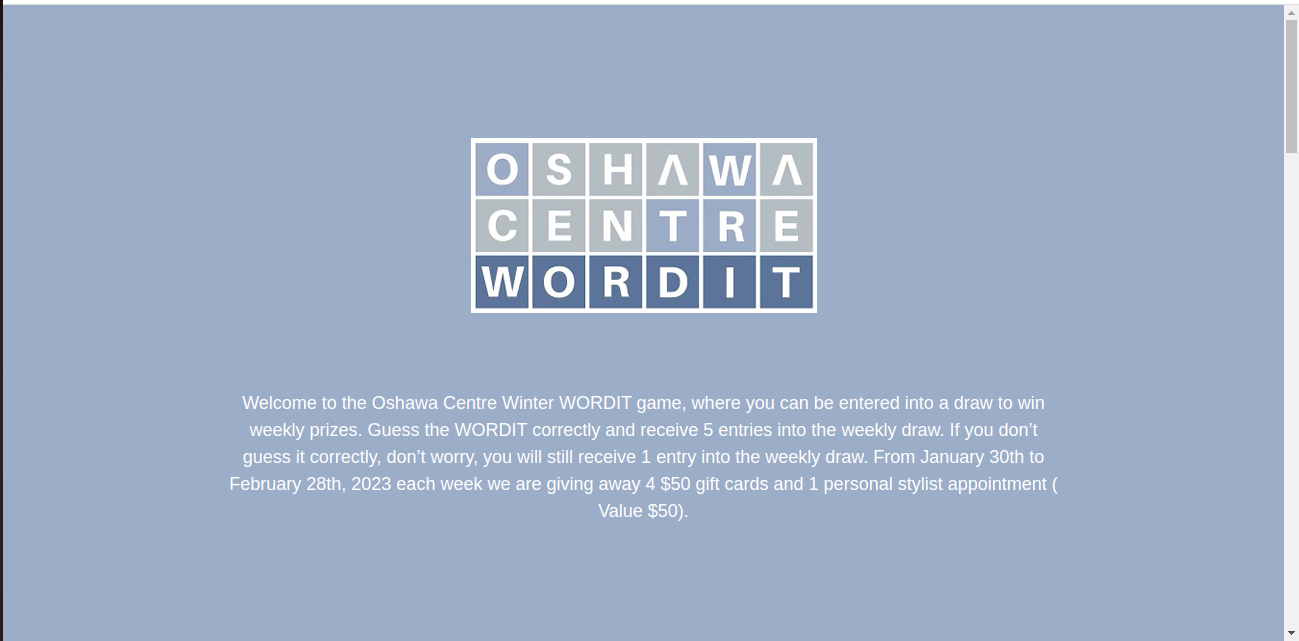 OSHAWA
CENTRE
WORDIT
Welcome to the Oshawa Centre Winter WORDIT game, where you can be entered into a draw to win
weekly prizes. Guess the WORDIT correctly and receive 5 entries into the weekly draw. If you don’t
guess it correctly, don’t worry, you will still receive 1 entry into the weekly draw. From January 30th to
February 28th, 2023 each week we are giving away 4 $50 gift cards and 1 personal stylist appointment (
Value $50).